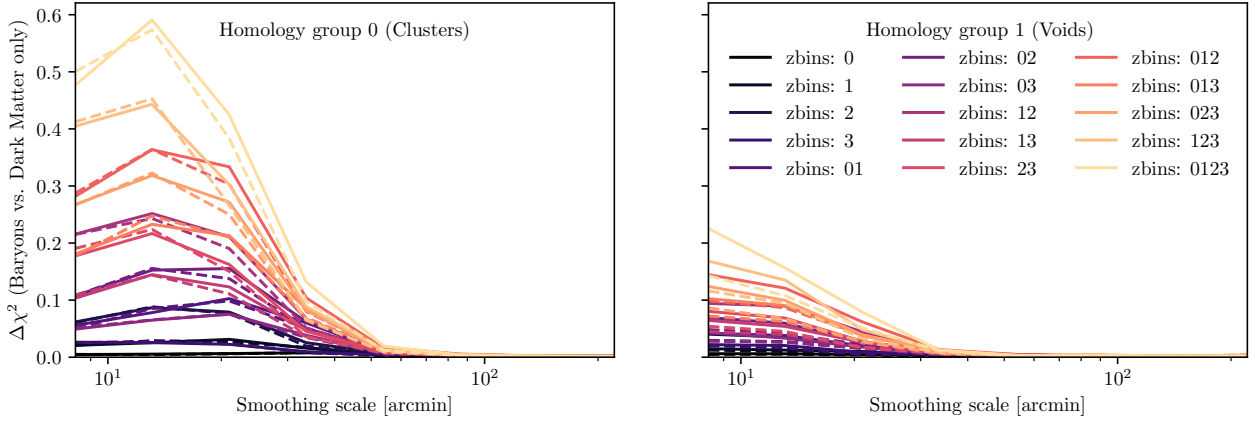 Homology group 0 (Clusters)
Δχ² (Baryons vs. Dark Matter only)
0.6
0.5
0.4
0.3
0.2
0.1
0.0
10¹
10²
Smoothing scale [arcmin]
Homology group 1 (Voids)
zbins: 0
zbins: 1
zbins: 2
zbins: 3
zbins: 01
zbins: 02
zbins: 03
zbins: 12
zbins: 13
zbins: 23
zbins: 012
zbins: 013
zbins: 023
zbins: 123
zbins: 0123
10¹
10²
Smoothing scale [arcmin]